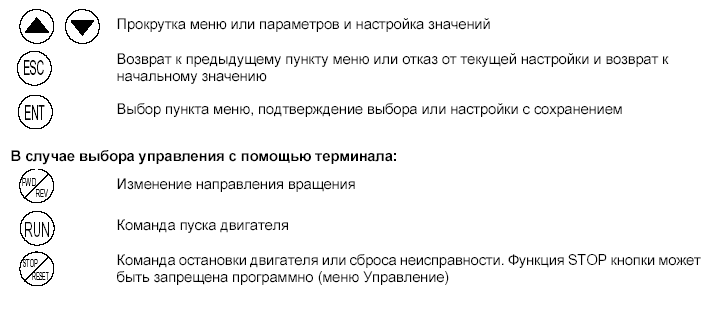 Прокрутка меню или параметров и настройка значений
ESC Возврат к предыдущему пункту меню или отказ от текущей настройки и возврат к
начальному значению
ENT Выбор пункта меню, подтверждение выбора или настройки с сохранением
В случае выбора управления с помощью терминала:
FWD/REV Изменение направления вращения
RUN Команда пуска двигателя
STOP/RESET Команда остановки двигателя или сброса неисправности. Функция STOP кнопки может
быть запрещена программно (меню Управление)